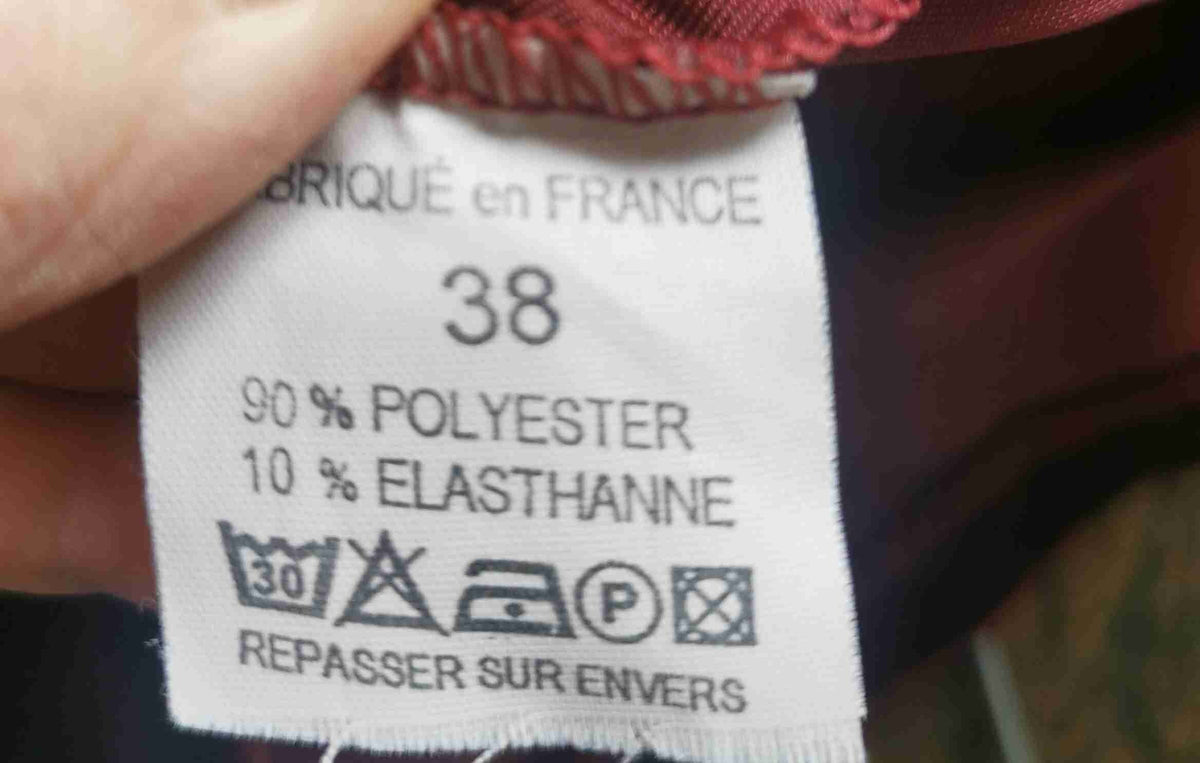 BRIQUÉ en FRANCE
38
90 % POLYESTER
10 % ELASTHANNE
30 P
REPASSER SUR ENVERS